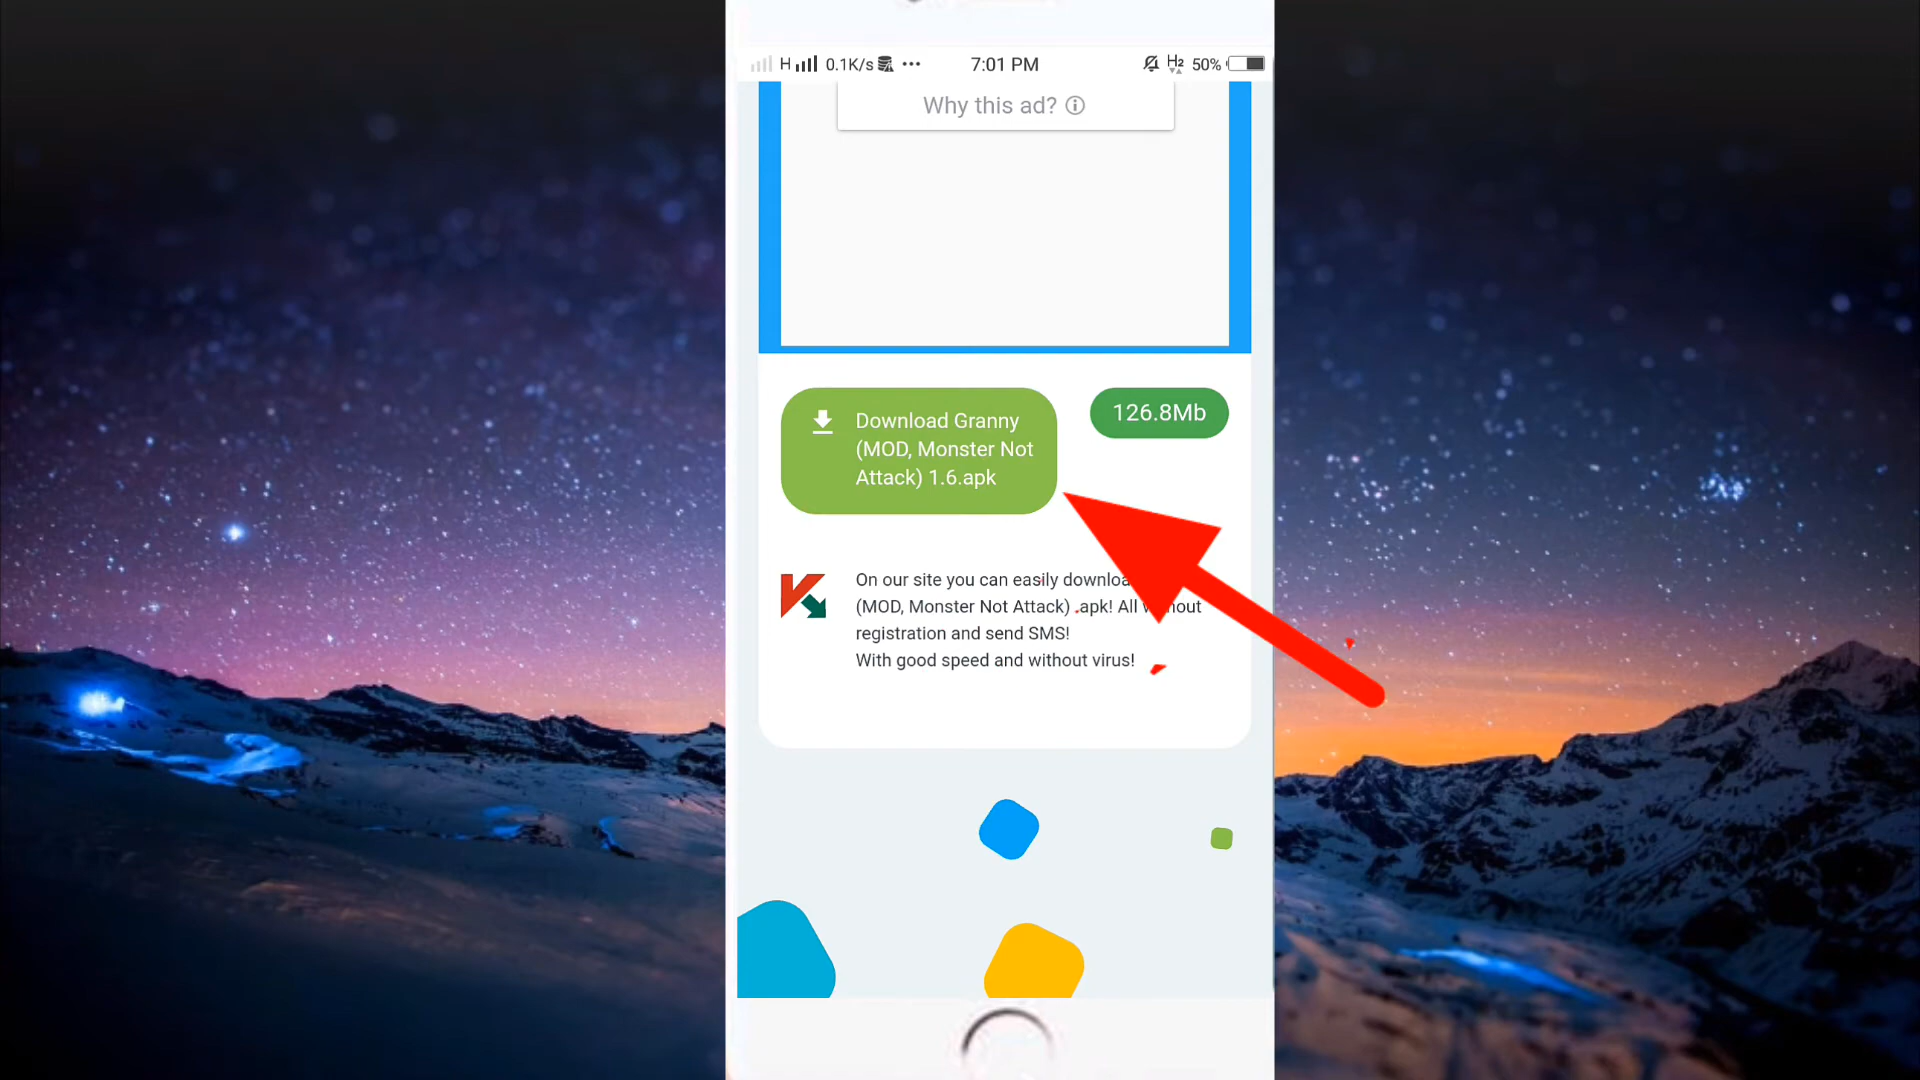 H 0.1K/s ... 7:01 PM H2 50%
Why this ad?
Download Granny
(MOD, Monster Not
Attack) 1.6.apk
126.8Mb
On our site you can easily
(MOD, Monster Not Attack) .apk! All
registration and send SMS!
With good speed and without virus!